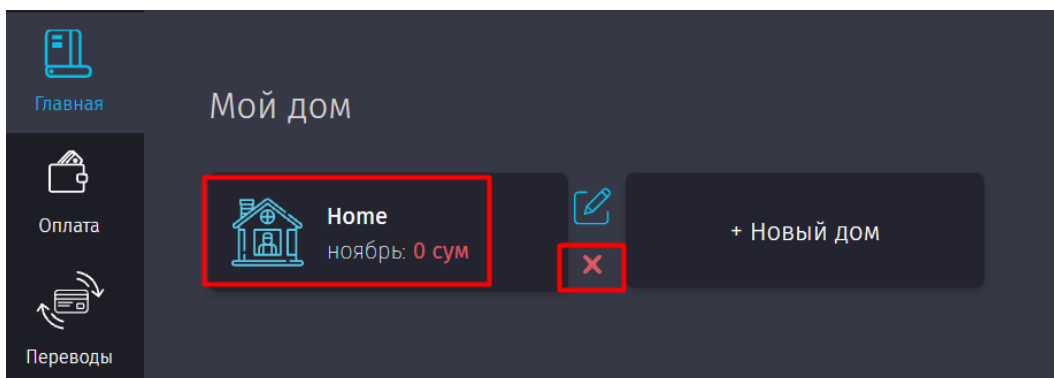 Главная
Оплата
Переводы
Мой дом
Home
ноябрь: 0 сум
+ Новый дом